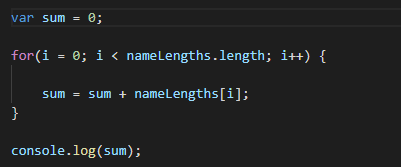 var sum = 0;
for(i = 0; i < nameLengths.length; i++) {
sum = sum + nameLengths[i];
}
console.log(sum);